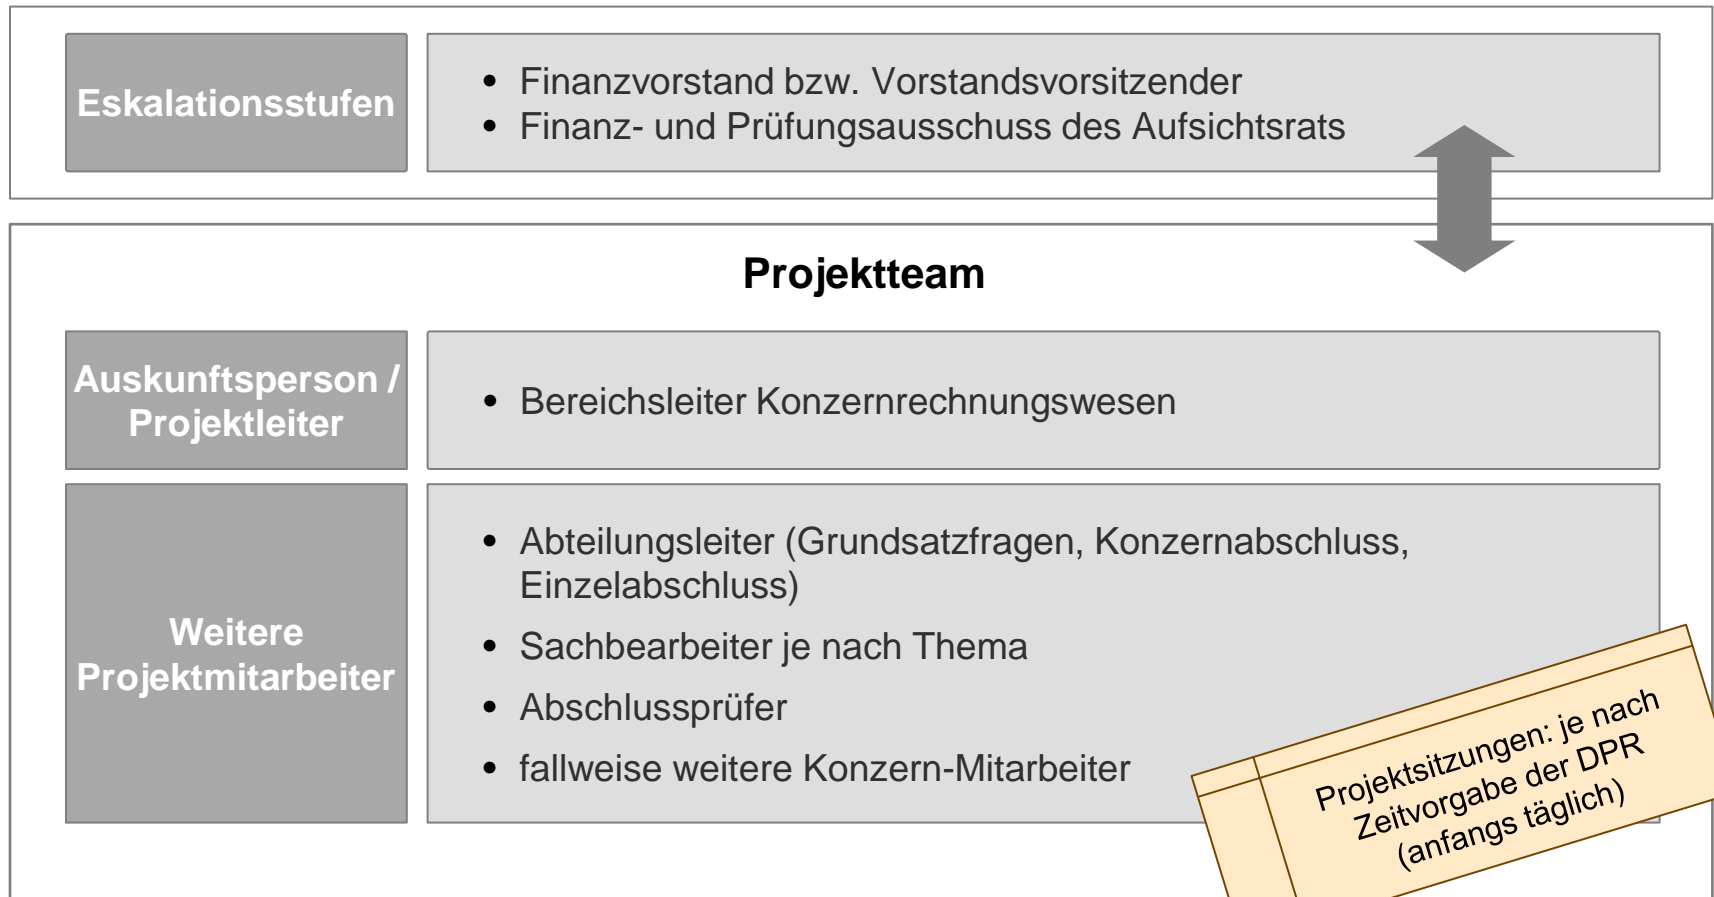 Eskalationsstufen
• Finanzvorstand bzw. Vorstandsvorsitzender
• Finanz- und Prüfungsausschuss des Aufsichtsrats
Projektteam
Auskunftsperson /
Projektleiter
• Bereichsleiter Konzernrechnungswesen
Weitere
Projektmitarbeiter
• Abteilungsleiter (Grundsatzfragen, Konzernabschluss,
Einzelabschluss)
• Sachbearbeiter je nach Thema
• Abschlussprüfer
• fallweise weitere Konzern-Mitarbeiter
Projektsitzungen: je nach
Zeitvorgabe der DPR
(anfangs täglich)